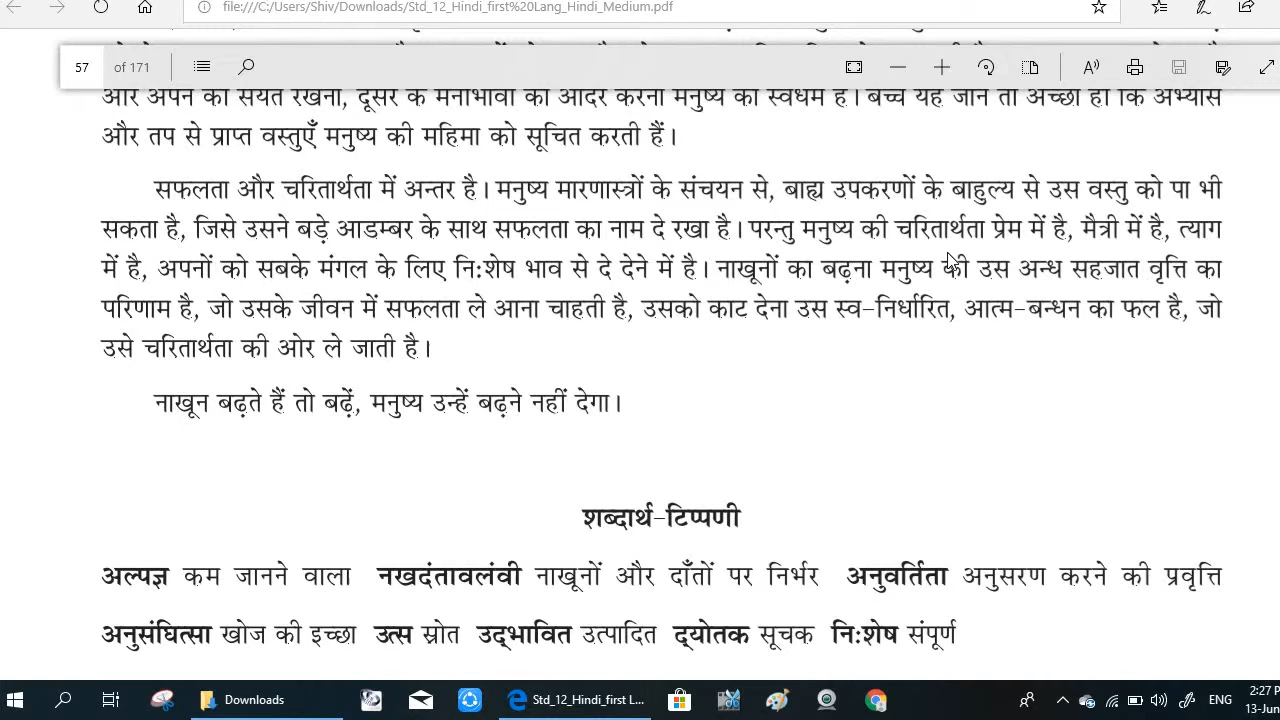 file:///C:/Users/Shiv/Downloads/Std_12_Hindi_first%20Lang_Hindi_Medium.pdf
57 of 171
और अपने को संयत रखना, दूसरे के मनोभावों का आदर करना मनुष्य का स्वधर्म है। बच्चे यह जानें तो अच्छा हो कि अभ्यास
और तप से प्राप्त वस्तुएँ मनुष्य की महिमा को सूचित करती हैं।
सफलता और चरितार्थता में अन्तर है। मनुष्य मारणास्त्रों के संचयन से, बाह्य उपकरणों के बाहुल्य से उस वस्तु को पा भी
सकता है, जिसे उसने बड़े आडम्बर के साथ सफलता का नाम दे रखा है। परन्तु मनुष्य की चरितार्थता प्रेम में है, मैत्री में है, त्याग
में है, अपनों को सबके मंगल के लिए नि:शेष भाव से दे देने में है। नाखूनों का बढ़ना मनुष्य की उस अन्ध सहजात वृत्ति का
परिणाम है, जो उसके जीवन में सफलता ले आना चाहती है, उसको काट देना उस स्व-निर्धारित, आत्म-बन्धन का फल है, जो
उसे चरितार्थता की ओर ले जाती है।
नाखून बढ़ते हैं तो बढ़ें, मनुष्य उन्हें बढ़ने नहीं देगा।
शब्दार्थ-टिप्पणी
अल्पज्ञ कम जानने वाला नखदंतावलंवी नाखूनों और दाँतों पर निर्भर अनुवर्तिता अनुसरण करने की प्रवृत्ति
अनुसंधित्सा खोज की इच्छा उत्स स्रोत उद्‌भावित उत्पादित द्‌योतक सूचक नि:शेष संपूर्ण
Downloads Std_12_Hindi_first L... ENG 2:27 P
13-Jun